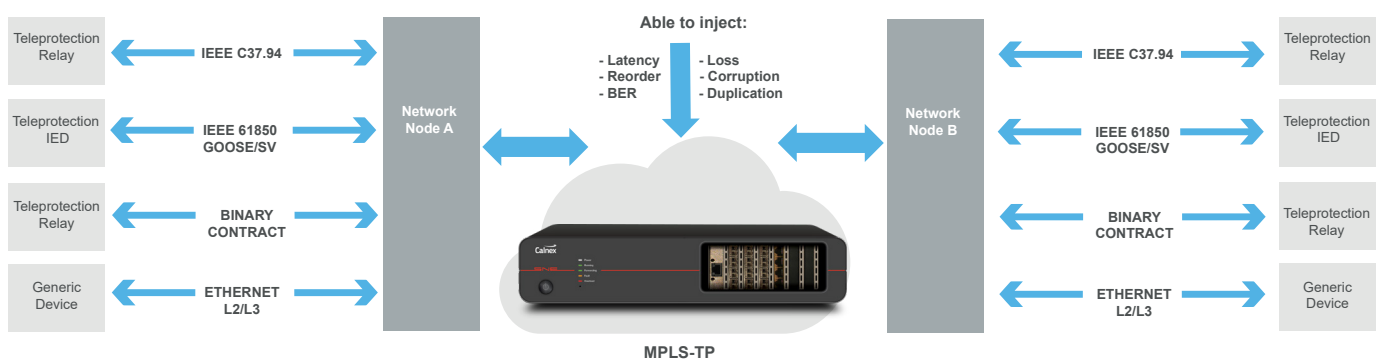 Able to inject:
- Latency
- Reorder
- BER
- Loss
- Corruption
- Duplication
Teleprotection
Relay
IEEE C37.94
Teleprotection
IED
IEEE 61850
GOOSE/SV
Teleprotection
Relay
BINARY
CONTRACT
Generic
Device
ETHERNET
L2/L3
Network
Node A
Calnex
MPLS-TP
Network
Node B
IEEE C37.94
Teleprotection
Relay
IEEE 61850
GOOSE/SV
Teleprotection
IED
BINARY
CONTRACT
Teleprotection
Relay
ETHERNET
L2/L3
Generic
Device